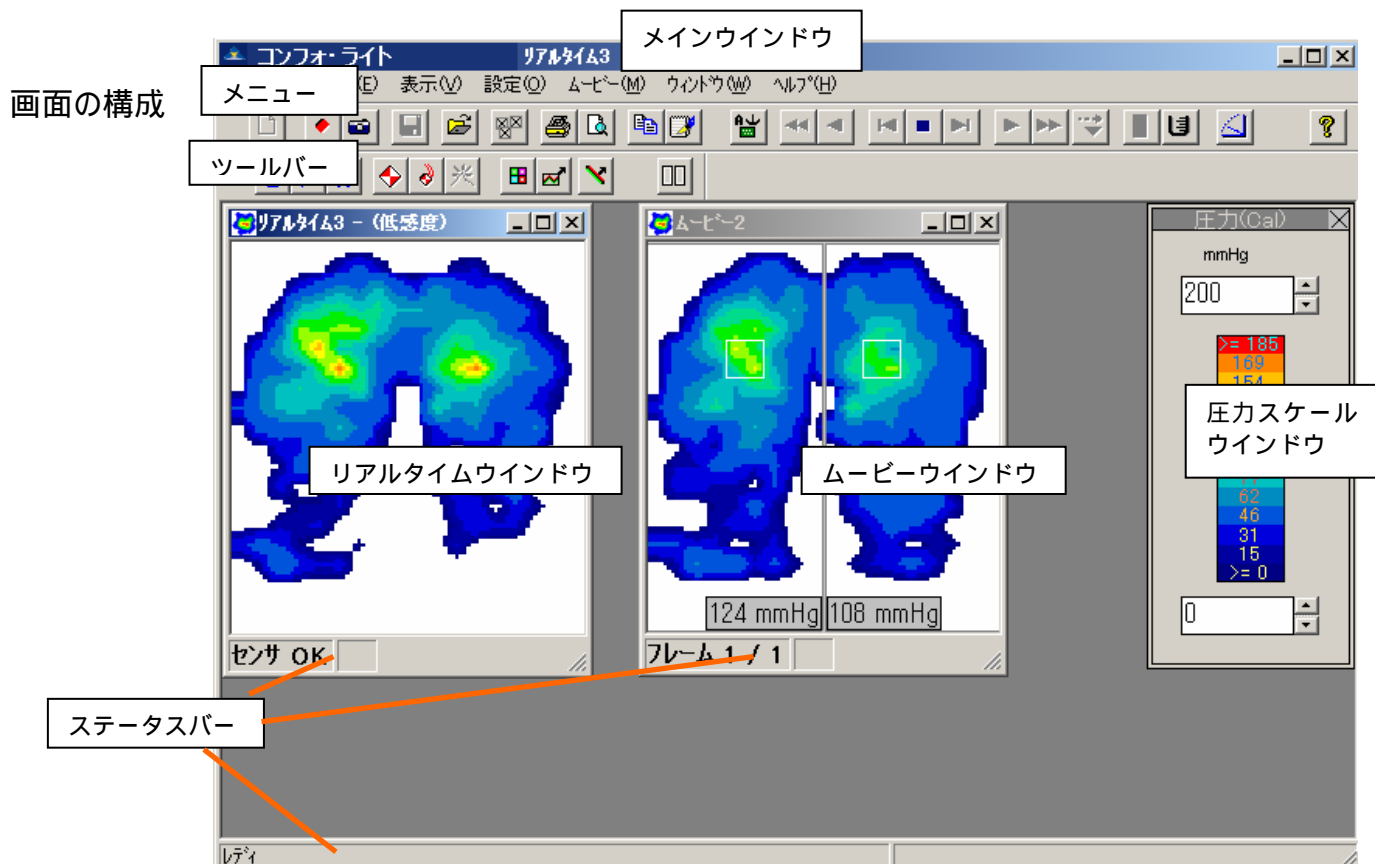 メインウインドウ
コンフォ・ライト リアルタイム3
画面の構成
メニュー
(E) 表示(V) 設定(O) ムービー(M) ウィンドウ(W) ヘルプ(H)
ツールバー
リアルタイム3 - (低感度)
ムービー2
圧力(Cal)
mmHg
200
>= 185
169
154
圧力スケール
ウインドウ
リアルタイムウインドウ
ムービーウインドウ
62
46
31
15
>= 0
0
124 mmHg 108 mmHg
センサ OK
フレーム 1 / 1
ステータスバー
レディ